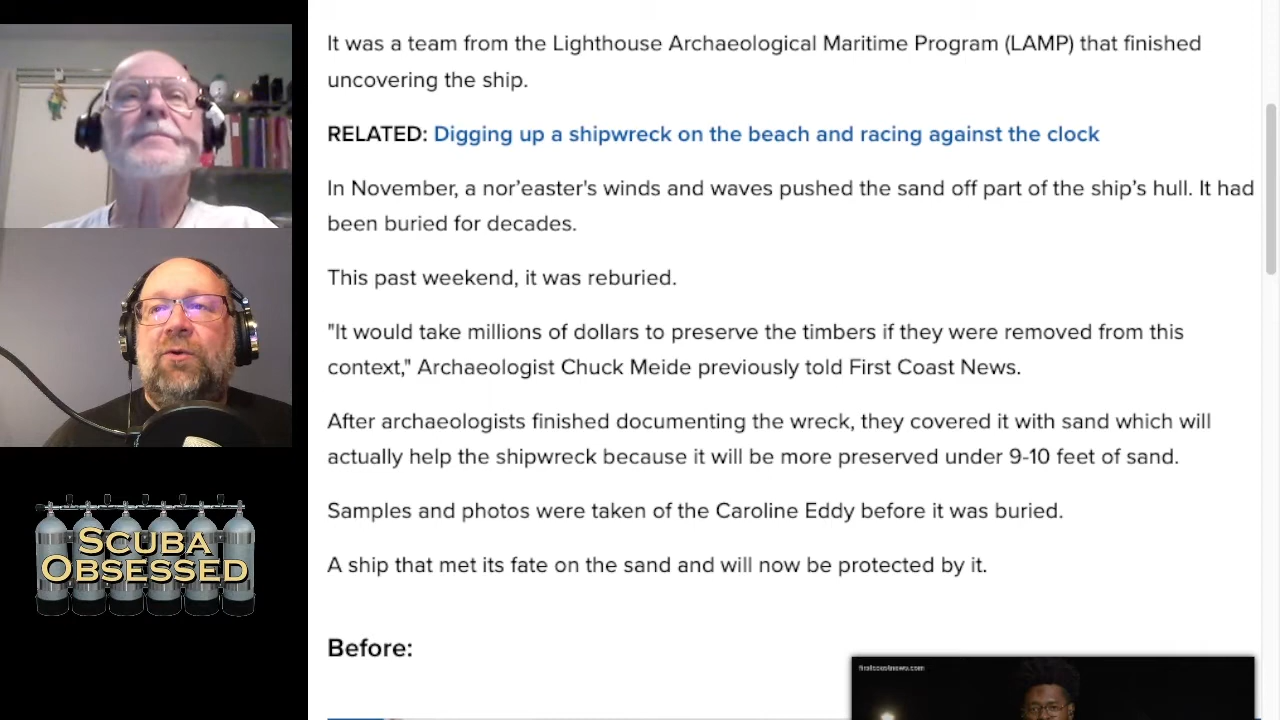 It was a team from the Lighthouse Archaeological Maritime Program (LAMP) that finished
uncovering the ship.
RELATED: Digging up a shipwreck on the beach and racing against the clock
In November, a nor’easter's winds and waves pushed the sand off part of the ship’s hull. It had
been buried for decades.
This past weekend, it was reburied.
"It would take millions of dollars to preserve the timbers if they were removed from this
context," Archaeologist Chuck Meide previously told First Coast News.
After archaeologists finished documenting the wreck, they covered it with sand which will
actually help the shipwreck because it will be more preserved under 9-10 feet of sand.
Samples and photos were taken of the Caroline Eddy before it was buried.
A ship that met its fate on the sand and will now be protected by it.
Before:
SCUBA
OBSESSED
firstcoastnews.com